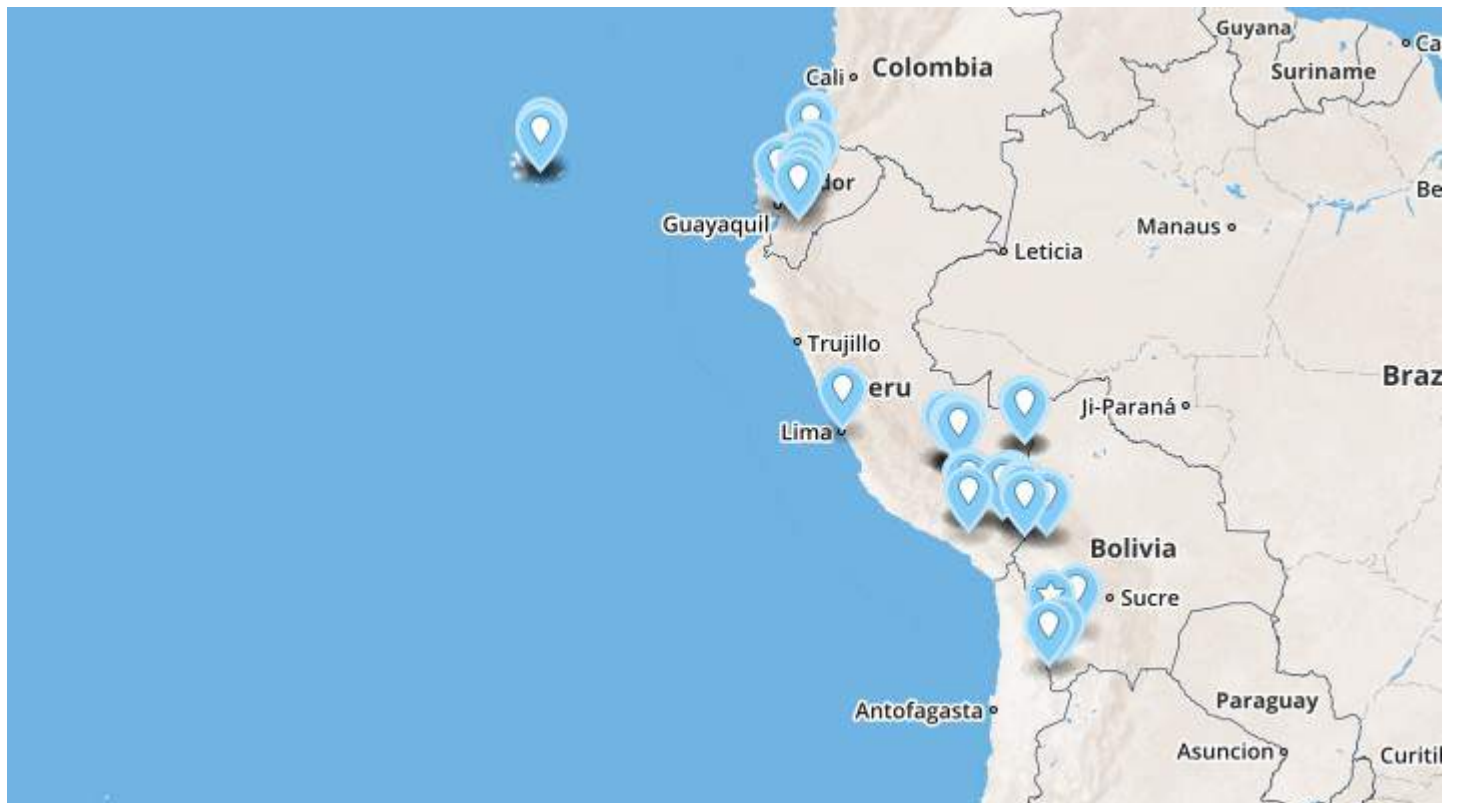 Guyana
Ca
Cali
Colombia
Suriname
dor
Be
Guayaquil
Manaus
Leticia
Trujillo
eru
Braz
Ji-Paraná
Lima
Bolivia
Sucre
Antofagasta
Paraguay
Asuncion
Curitil